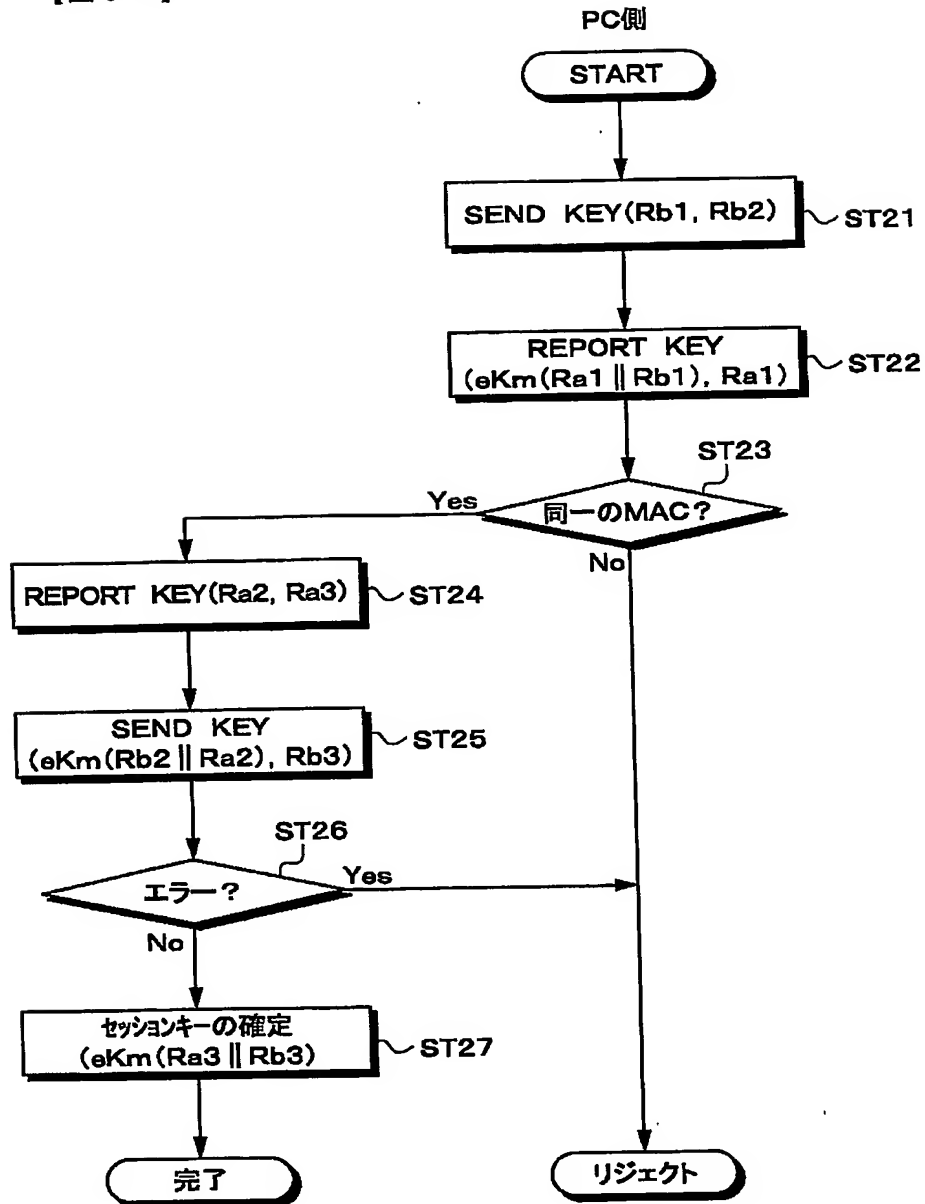 PC側
START
SEND KEY(Rb1, Rb2)
ST21
REPORT KEY
(eKm(Ra1 || Rb1), Ra1)
ST22
ST23
同一のMAC?
Yes
No
REPORT KEY(Ra2, Ra3)
ST24
SEND KEY
(eKm(Rb2 || Ra2), Rb3)
ST25
ST26
エラー?
Yes
No
セッションキーの確定
(eKm(Ra3 || Rb3)
ST27
完了
リジェクト